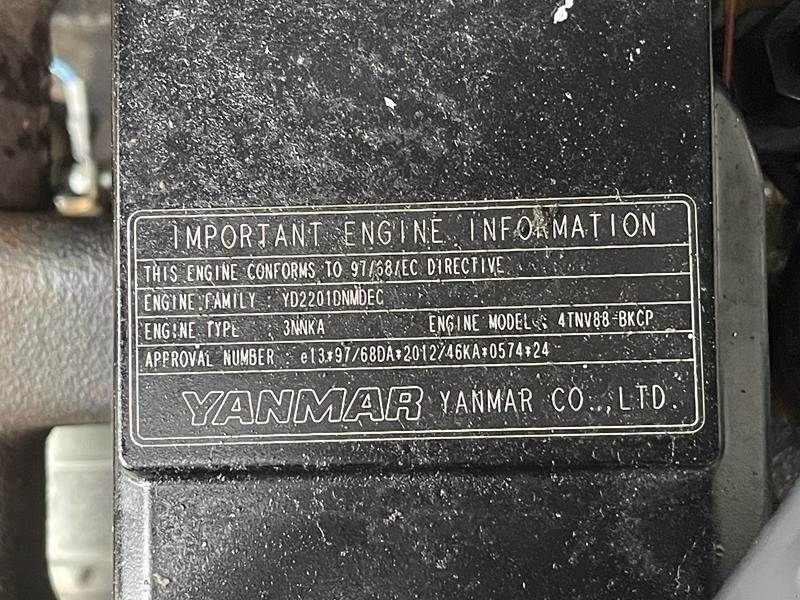 IMPORTANT ENGINE INFORMATION
THIS ENGINE CONFORMS TO 97/68/EC DIRECTIVE
ENGINE FAMILY : YD2201DNMDEC
ENGINE TYPE : 3NNKA ENGINE MODEL : 4TNV88-BKCP
APPROVAL NUMBER : e13*97/68DA*2012/46KA*0574*24
YANMAR YANMAR CO.,LTD.